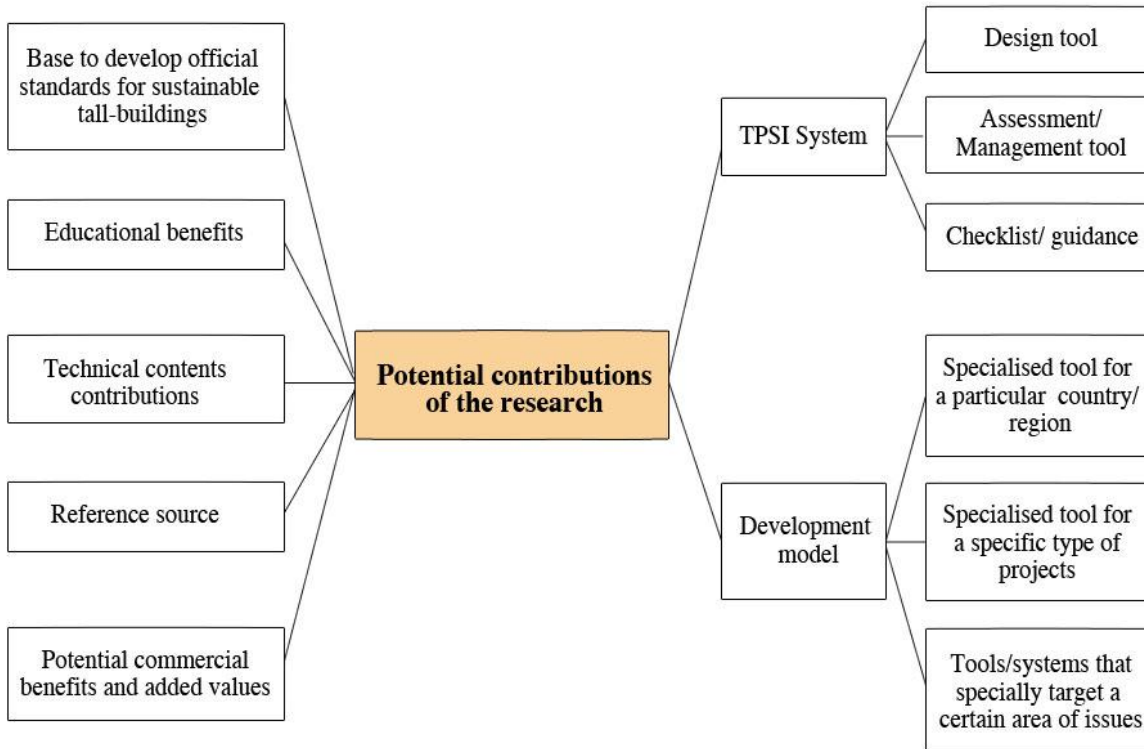 Base to develop official
standards for sustainable
tall-buildings
Educational benefits
Technical contents
contributions
Reference source
Potential commercial
benefits and added values
Potential contributions
of the research
TPSI System
Design tool
Assessment/
Management tool
Checklist/ guidance
Development
model
Specialised tool for
a particular country/
region
Specialised tool for
a specific type of
projects
Tools/systems that
specially target a
certain area of issues